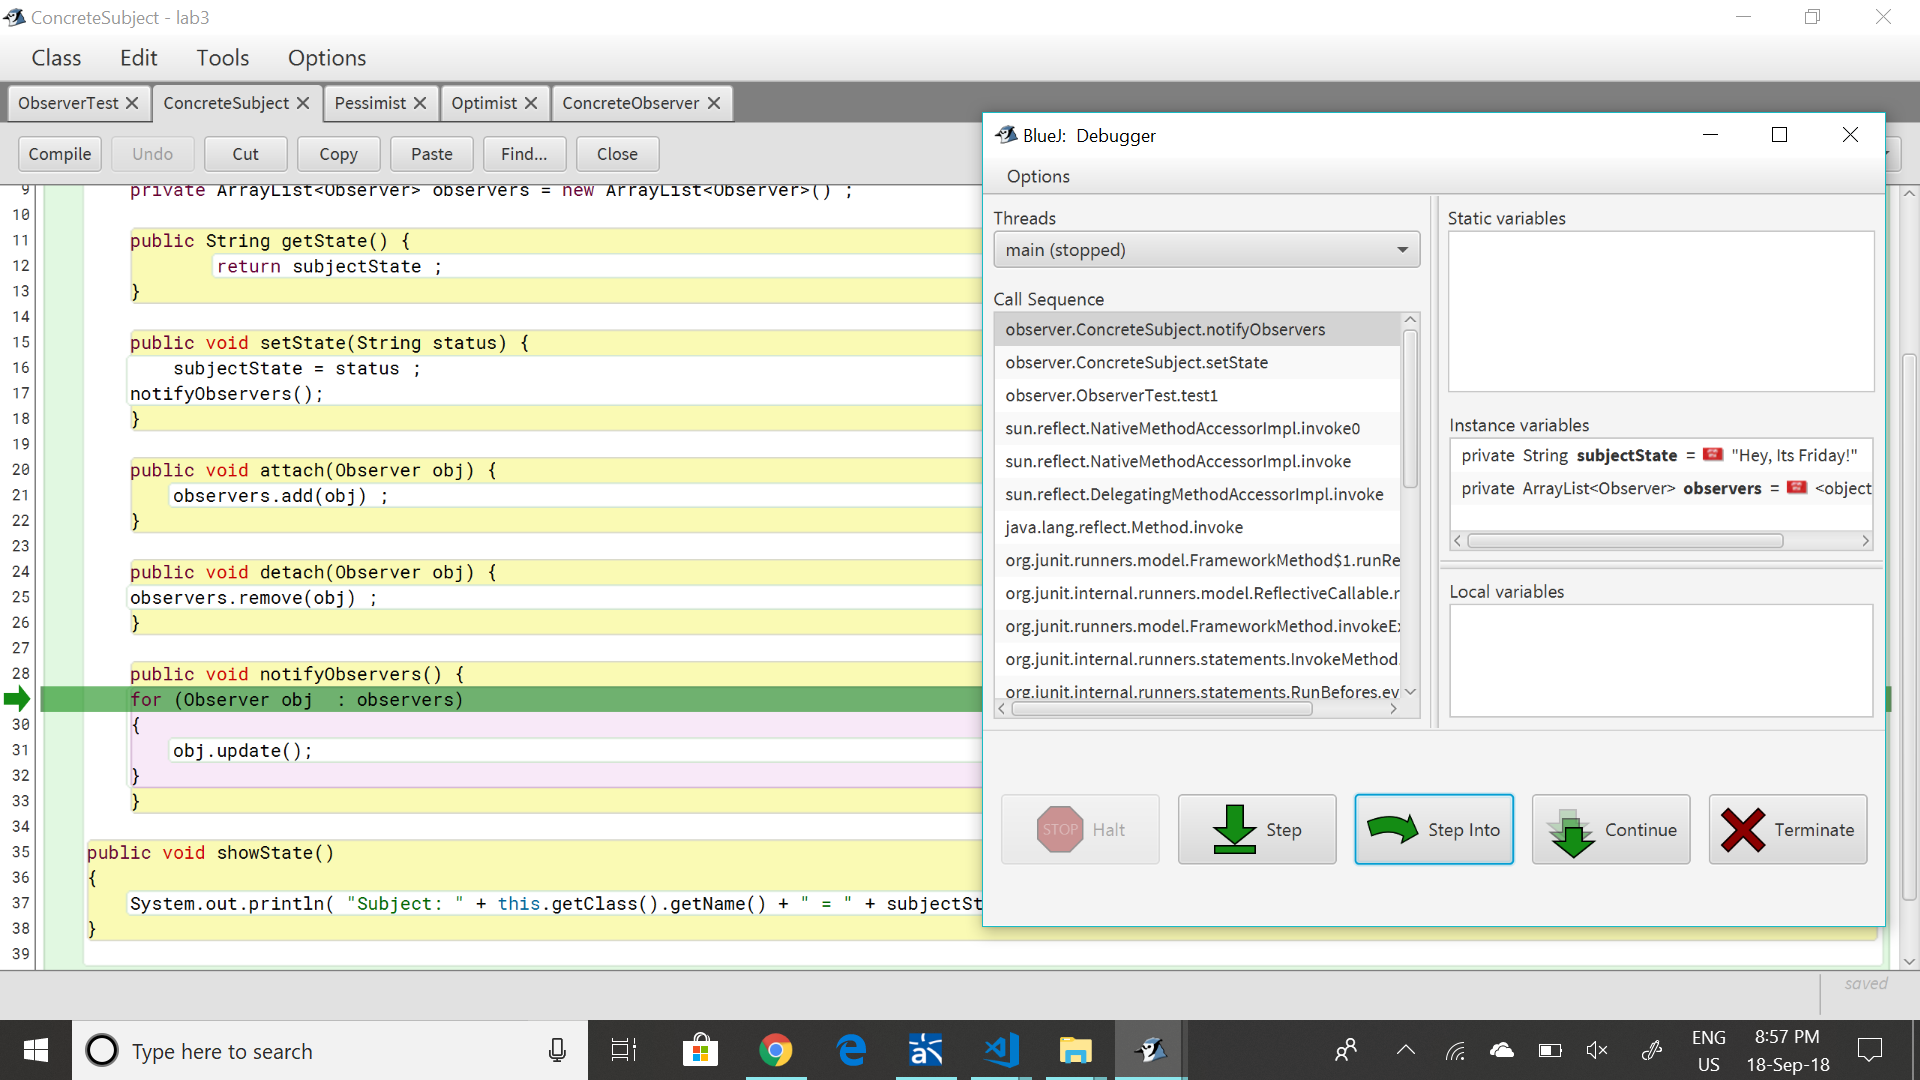 ConcreteSubject - lab3
Class Edit Tools Options
ObserverTest ConcreteSubject Pessimist Optimist ConcreteObserver
Compile Undo Cut Copy Paste Find... Close
9 private ArrayList<Observer> observers = new ArrayList<Observer>() ;
10
11 public String getState() {
12 return subjectState ;
13 }
14
15 public void setState(String status) {
16 subjectState = status ;
17 notifyObservers();
18 }
19
20 public void attach(Observer obj) {
21 observers.add(obj) ;
22 }
23
24 public void detach(Observer obj) {
25 observers.remove(obj) ;
26 }
27
28 public void notifyObservers() {
for (Observer obj  : observers)
30 {
31 obj.update();
32 }
33 }
34
35 public void showState()
36 {
37 System.out.println( "Subject: " + this.getClass().getName() + " = " + subjectSt
38 }
39
saved
BlueJ: Debugger
Options
Threads
main (stopped)
Call Sequence
observer.ConcreteSubject.notifyObservers
observer.ConcreteSubject.setState
observer.ObserverTest.test1
sun.reflect.NativeMethodAccessorImpl.invoke0
sun.reflect.NativeMethodAccessorImpl.invoke
sun.reflect.DelegatingMethodAccessorImpl.invoke
java.lang.reflect.Method.invoke
org.junit.runners.model.FrameworkMethod$1.runRe
org.junit.internal.runners.model.ReflectiveCallable.r
org.junit.runners.model.FrameworkMethod.invokeEx
org.junit.internal.runners.statements.InvokeMethod.
org.junit.internal.runners.statements.RunBefores.ev
Static variables
Instance variables
private String subjectState = "Hey, Its Friday!"
private ArrayList<Observer> observers = <object
Local variables
STOP Halt Step Step Into Continue Terminate
Type here to search
ENG
US
8:57 PM
18-Sep-18